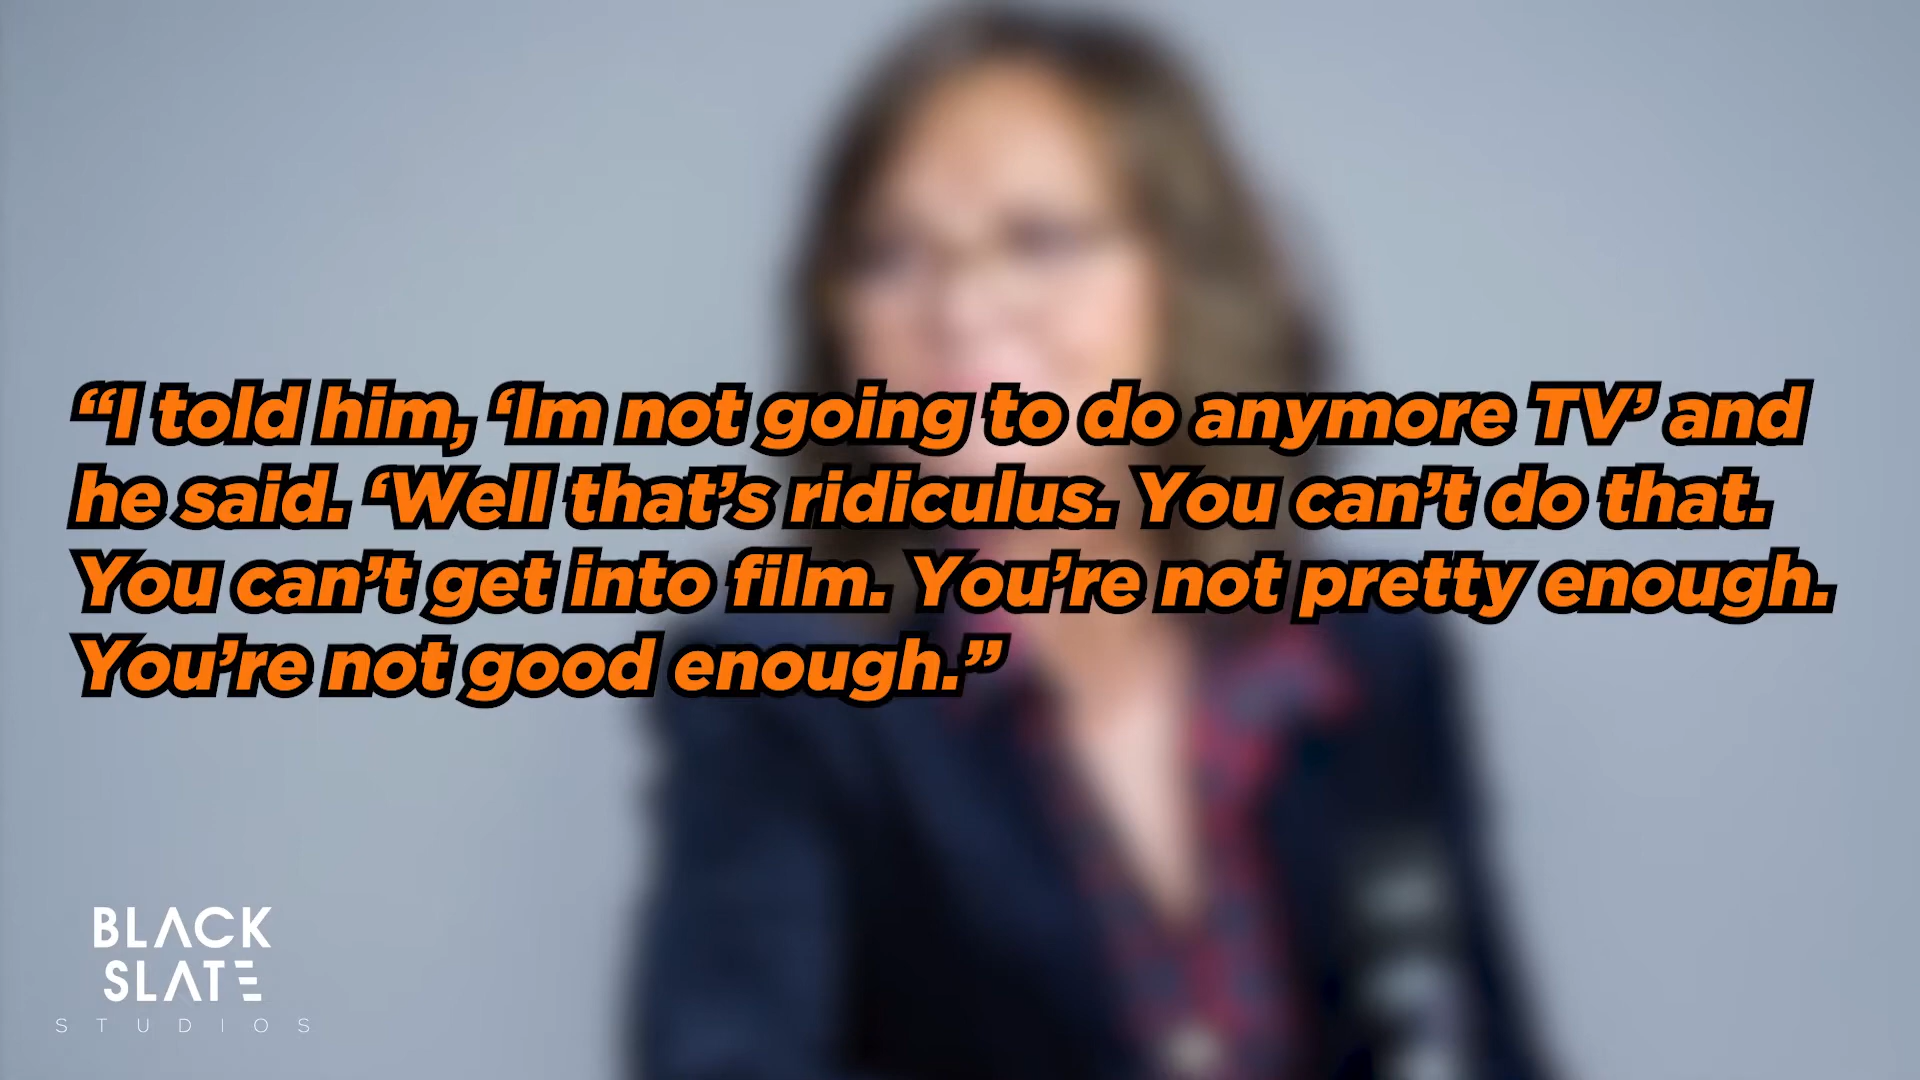 “I told him, ‘Im not going to do anymore TV’ and
he said. ‘Well that’s ridiculus. You can’t do that.
You can’t get into film. You’re not pretty enough.
You’re not good enough.”
BLACK
SLATE
STUDIOS